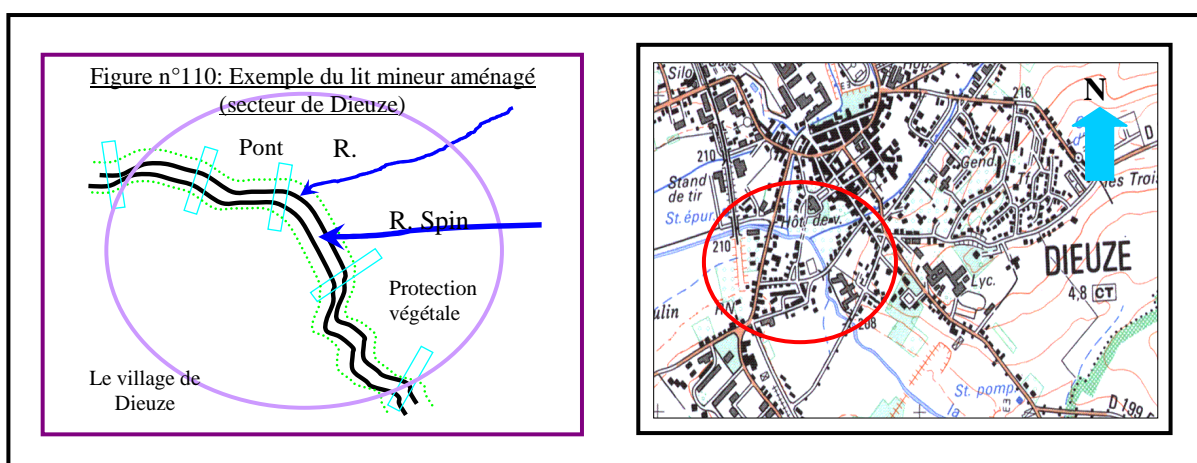 Figure n°110: Exemple du lit mineur aménagé
(secteur de Dieuze)
Pont
R.
R. Spin
Protection
végétale
Le village de
Dieuze
Silo
216
N
210
Gend.
Stand
de tir
St. épur.
Hôt. de v.
210
DIEUZE
4,8 CT
Lyc.
208
St. pomp.
la
D 199